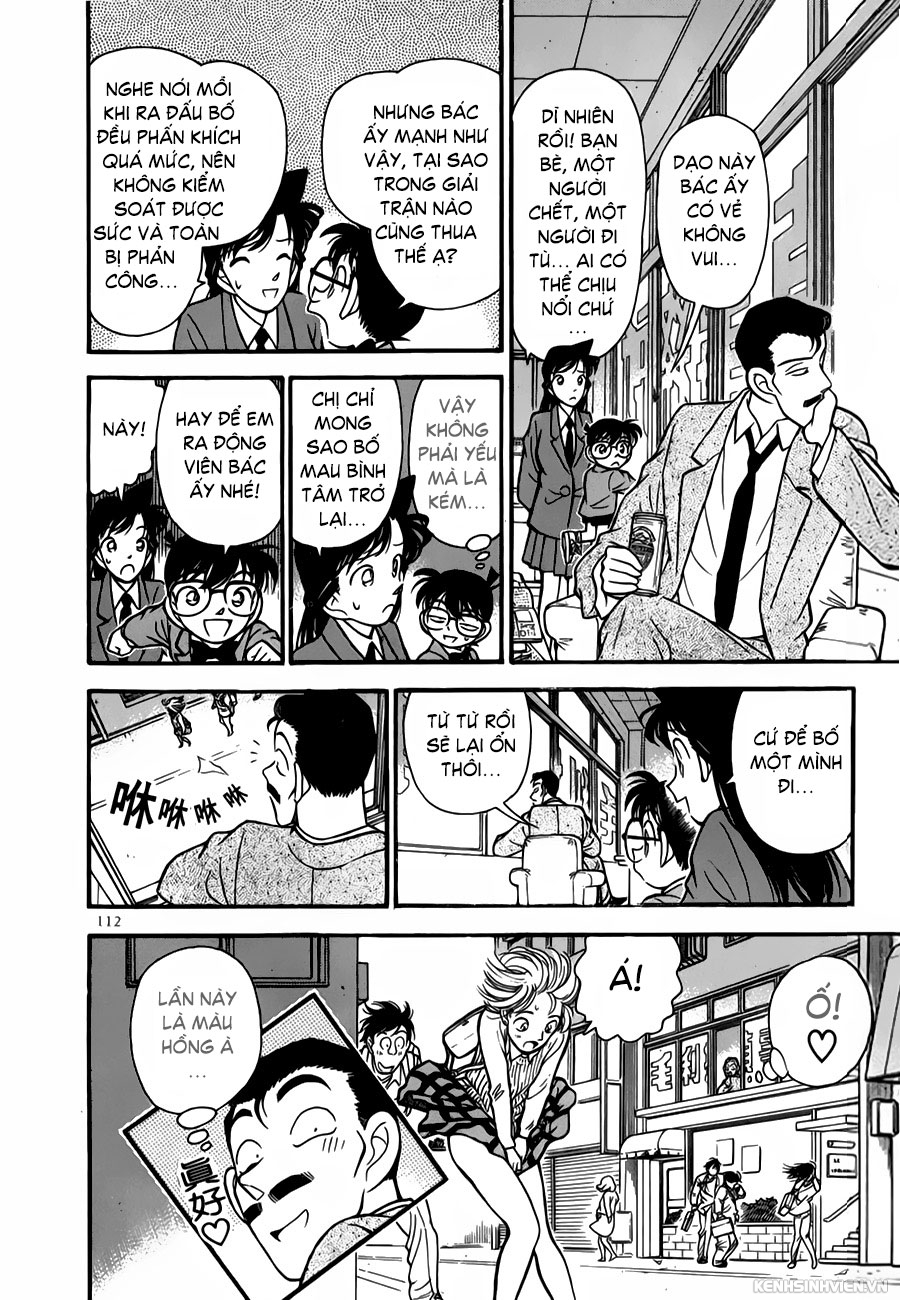 DẠO NÀY
BÁC ẤY
CÓ VẺ
KHÔNG
VUI...
DĨ NHIÊN
RỒI! BẠN
BÈ, MỘT
NGƯỜI
CHẾT, MỘT
NGƯỜI ĐI
TÙ... AI CÓ
THỂ CHỊU
NỔI CHỨ
...
NHƯNG BÁC
ẤY MẠNH NHƯ
VẬY, TẠI SAO
TRONG GIẢI
TRẬN NÀO
CŨNG THUA
THẾ Ạ?
NGHE NÓI MỖI
KHI RA ĐẤU BỐ
ĐỀU PHẤN KHÍCH
QUÁ MỨC, NÊN
KHÔNG KIỂM
SOÁT ĐƯỢC
SỨC VÀ TOÀN
BỊ PHẢN
CÔNG...
VẬY
KHÔNG
PHẢI YẾU
MÀ LÀ
KÉM...
CHỊ CHỈ
MONG
SAO BỐ
MAU BÌNH
TÂM TRỞ
LẠI...
HAY ĐỂ EM
RA ĐỘNG
VIÊN BÁC
ẤY NHÉ!
NÀY!
CỨ ĐỂ BỐ
MỘT MÌNH
ĐI...
TỪ TỪ RỒI
SẼ LẠI ỔN
THÔI...
咻咻咻咻
112
Ố!
♡
Á!
毛利
LẦN NÀY
LÀ MÀU
HỒNG À
...
眞好♡
KENHSINHVIEN.VN